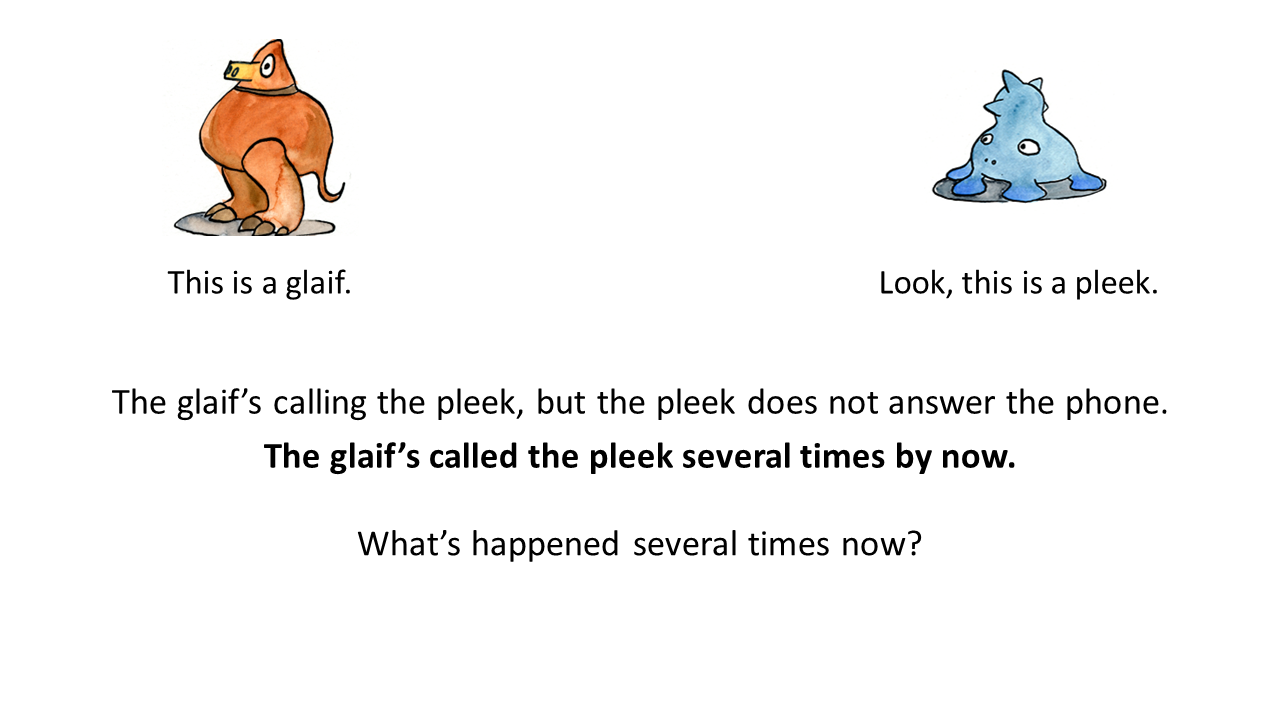 This is a glaif.
Look, this is a pleek.
The glaif’s calling the pleek, but the pleek does not answer the phone.
The glaif’s called the pleek several times by now.
What’s happened several times now?